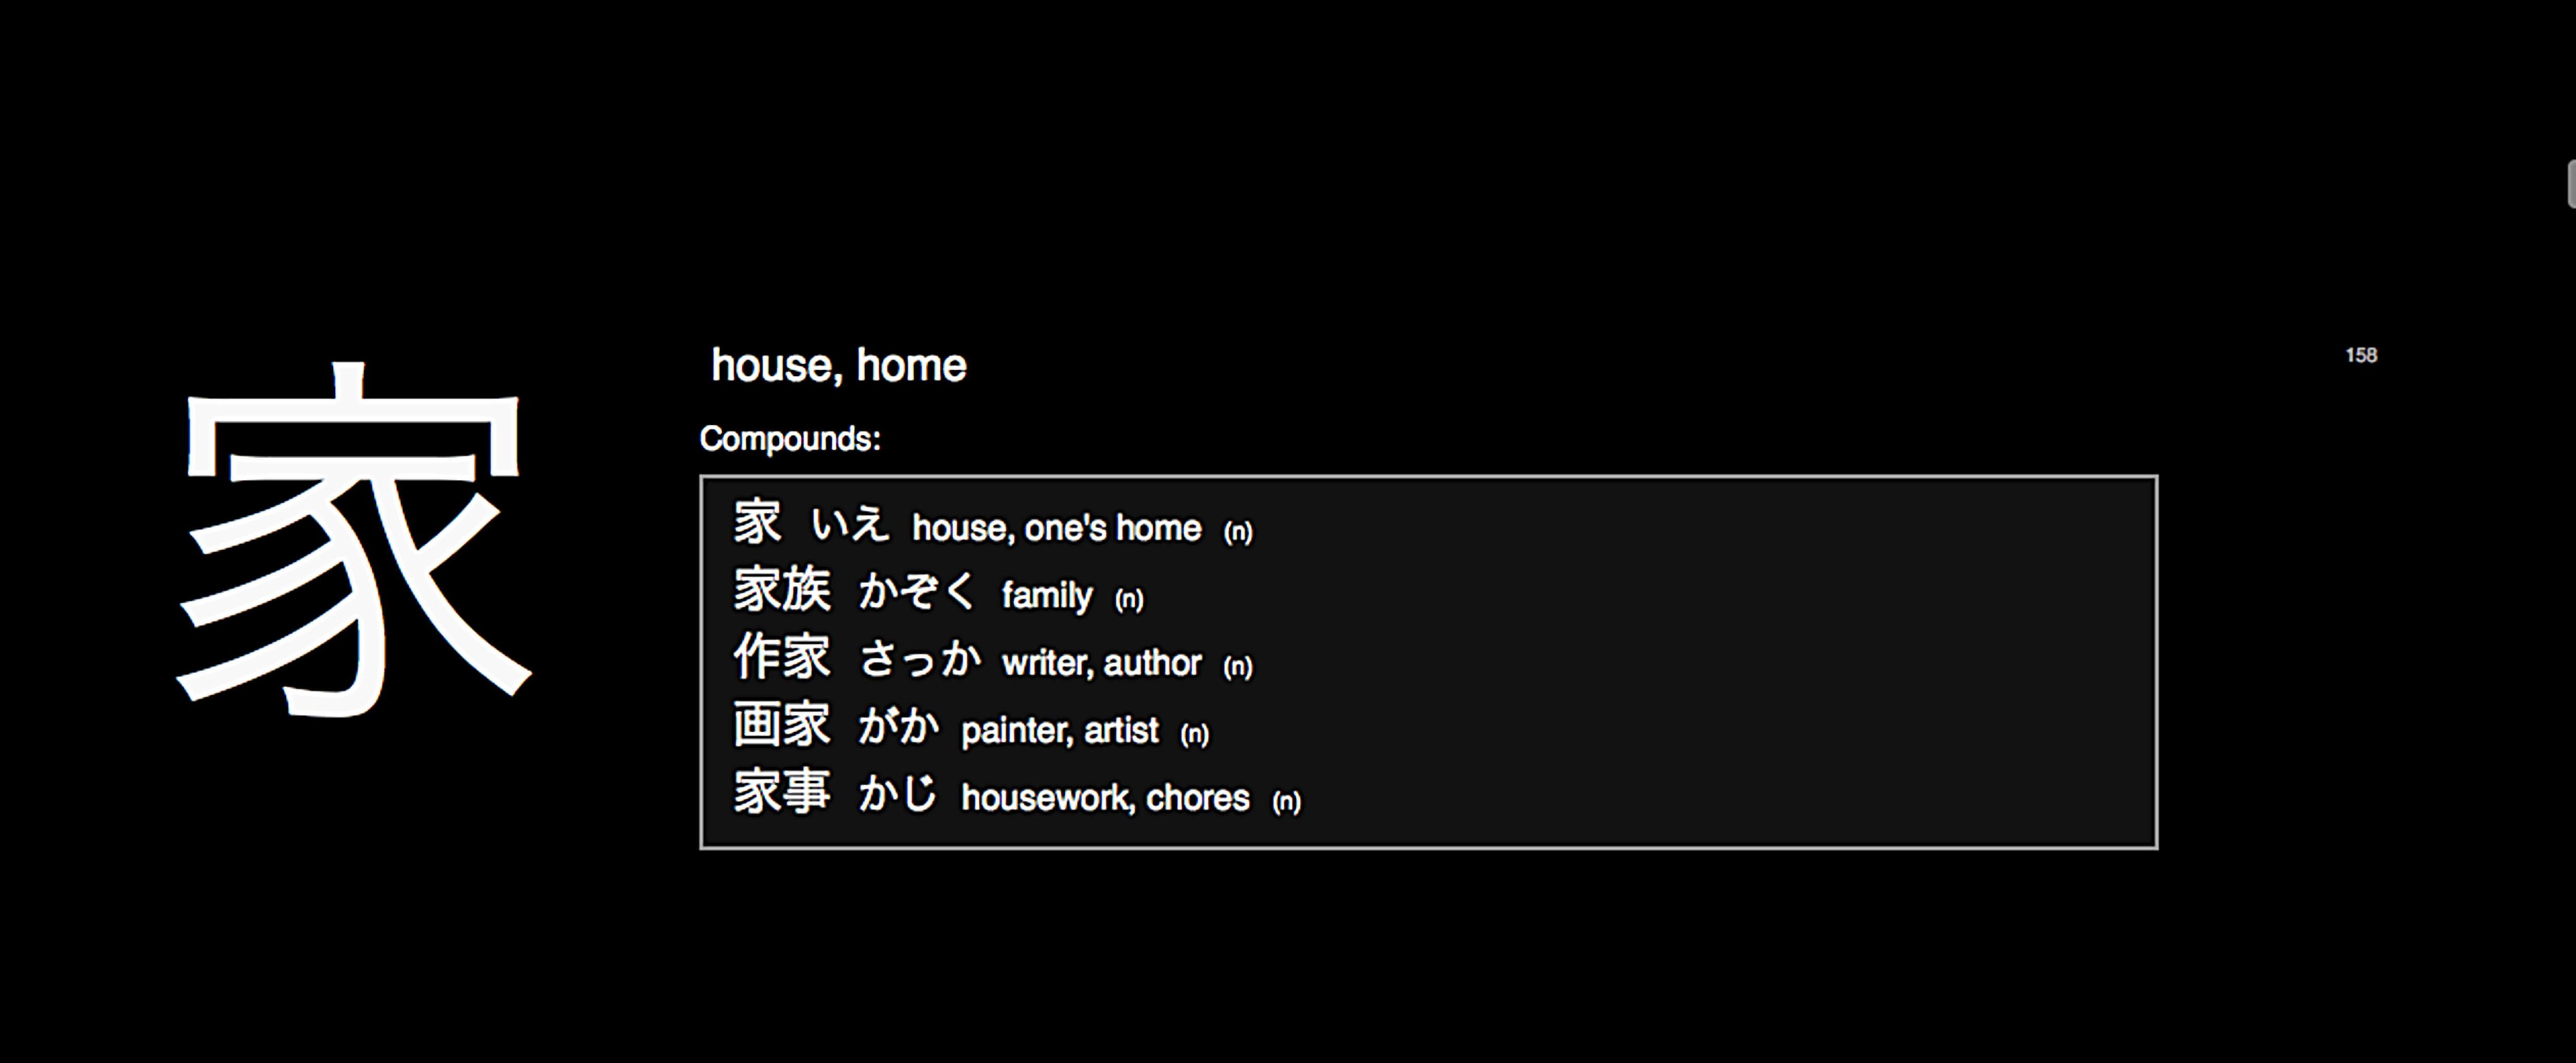 家
house, home
158
Compounds:
家 いえ house, one's home (n)
家族 かぞく family (n)
作家 さっか writer, author (n)
画家 がか painter, artist (n)
家事 かじ housework, chores (n)